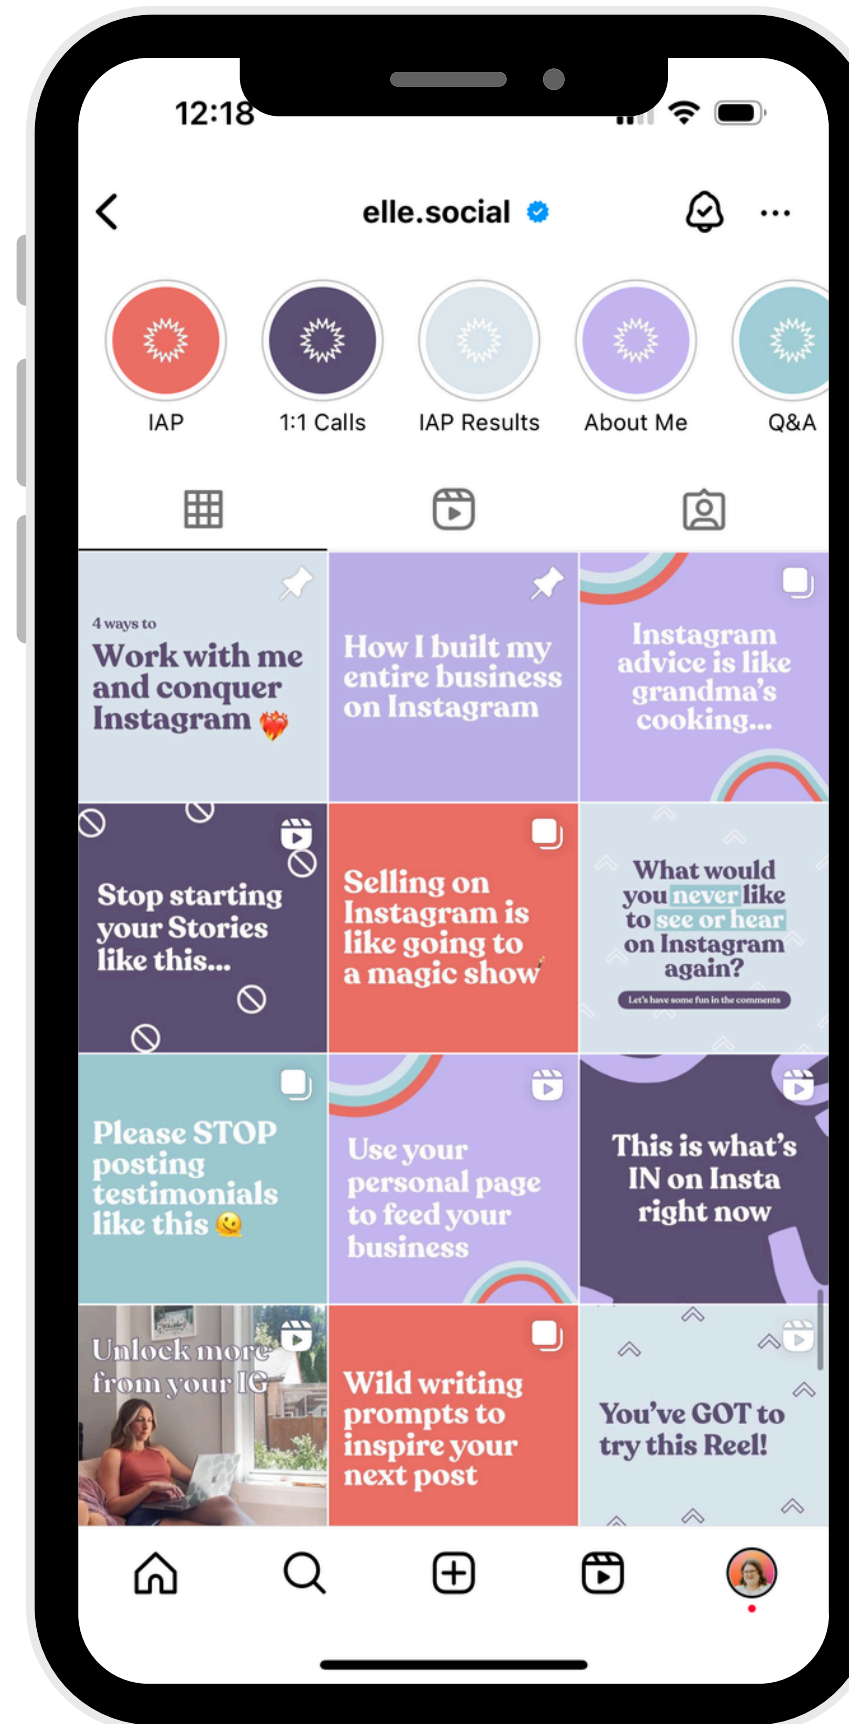 12:18
elle.social
IAP
1:1 Calls
IAP Results
About Me
Q&A
4 ways to
Work with me
and conquer
Instagram ❤️‍🔥
How I built my
entire business
on Instagram
Instagram
advice is like
grandma's
cooking...
Stop starting
your Stories
like this...
Selling on
Instagram is
like going to
a magic show
What would
you never like
to see or hear
on Instagram
again?
Let's have some fun in the comments
Please STOP
posting
testimonials
like this 🫠
Use your
personal page
to feed your
business
This is what's
IN on Insta
right now
Unlock more
from your IG
Wild writing
prompts to
inspire your
next post
You've GOT to
try this Reel!